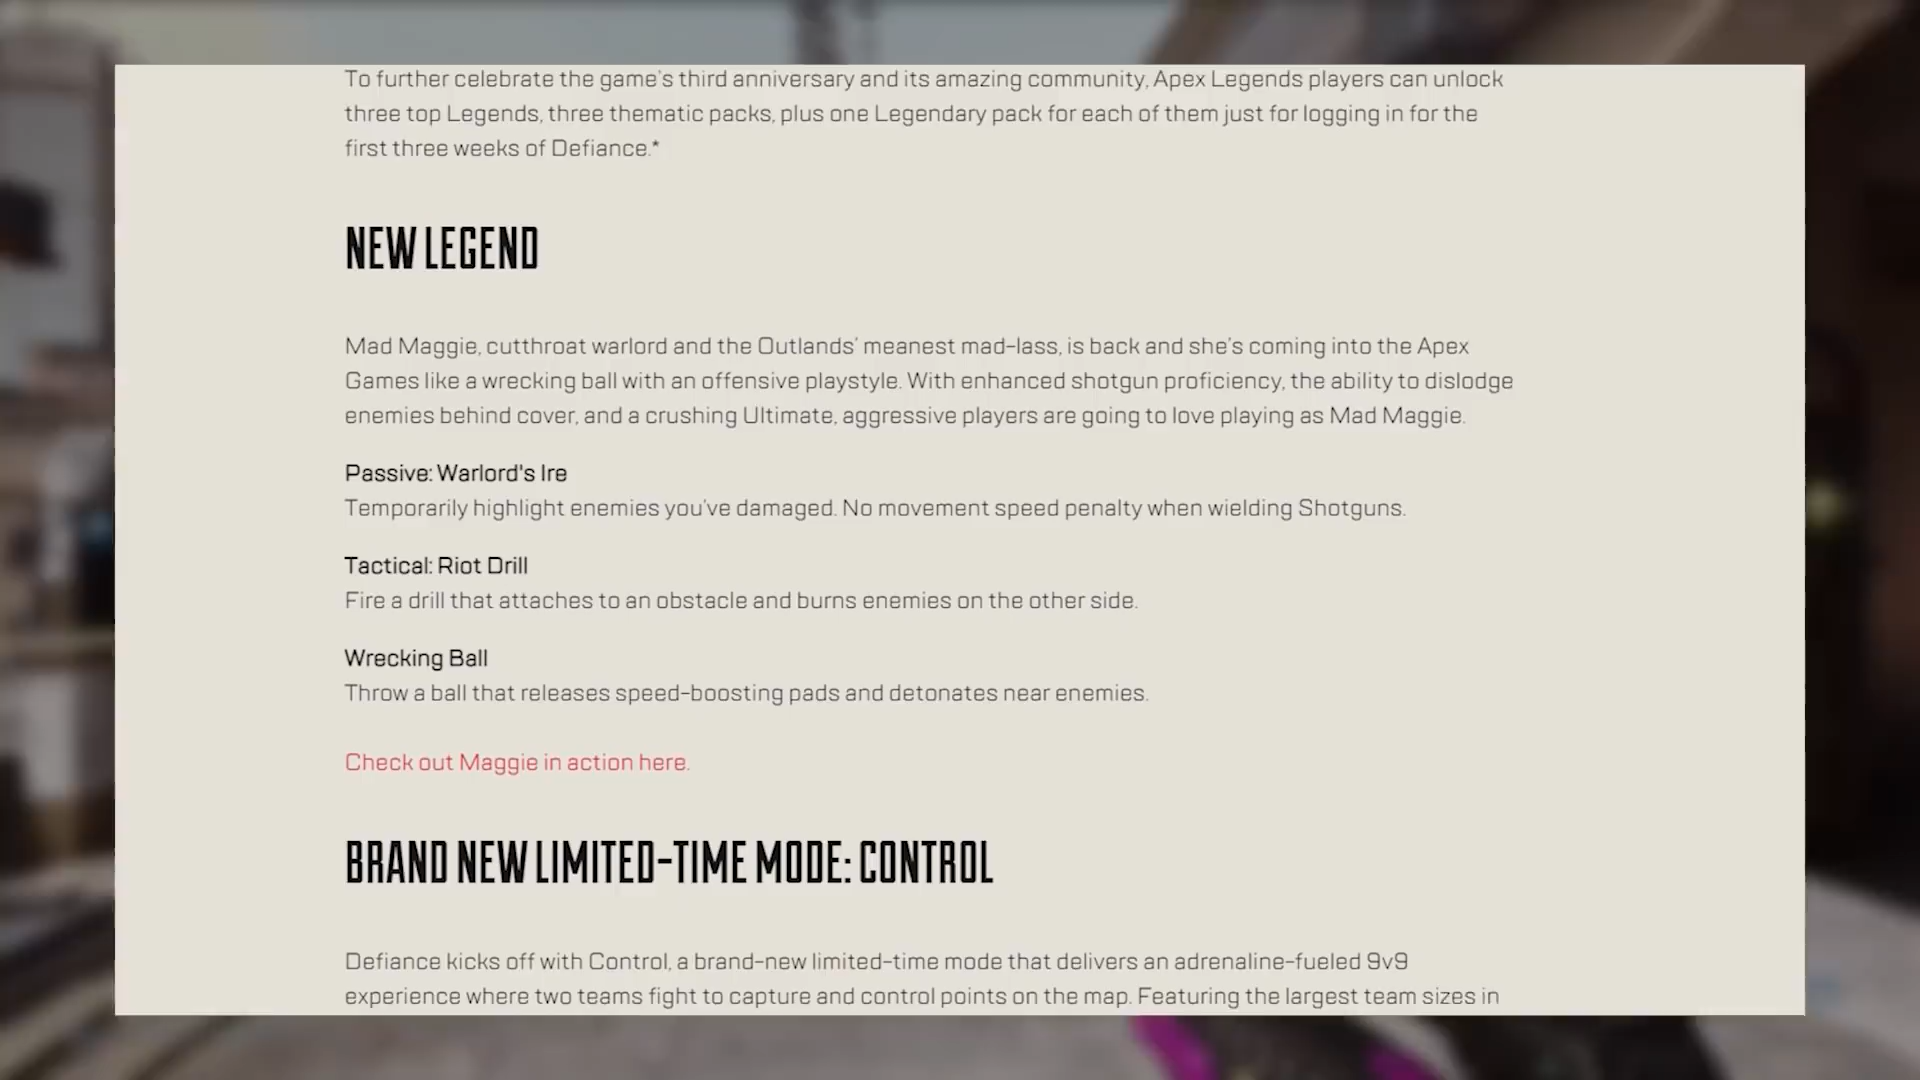 To further celebrate the game's third anniversary and its amazing community, Apex Legends players can unlock
three top Legends, three thematic packs, plus one Legendary pack for each of them just for logging in for the
first three weeks of Defiance.*
NEW LEGEND
Mad Maggie, cutthroat warlord and the Outlands' meanest mad-lass, is back and she's coming into the Apex
Games like a wrecking ball with an offensive playstyle. With enhanced shotgun proficiency, the ability to dislodge
enemies behind cover, and a crushing Ultimate, aggressive players are going to love playing as Mad Maggie.
Passive: Warlord's Ire
Temporarily highlight enemies you've damaged. No movement speed penalty when wielding Shotguns.
Tactical: Riot Drill
Fire a drill that attaches to an obstacle and burns enemies on the other side.
Wrecking Ball
Throw a ball that releases speed-boosting pads and detonates near enemies.
Check out Maggie in action here.
BRAND NEW LIMITED-TIME MODE: CONTROL
Defiance kicks off with Control, a brand-new limited-time mode that delivers an adrenaline-fueled 9v9
experience where two teams fight to capture and control points on the map. Featuring the largest team sizes in